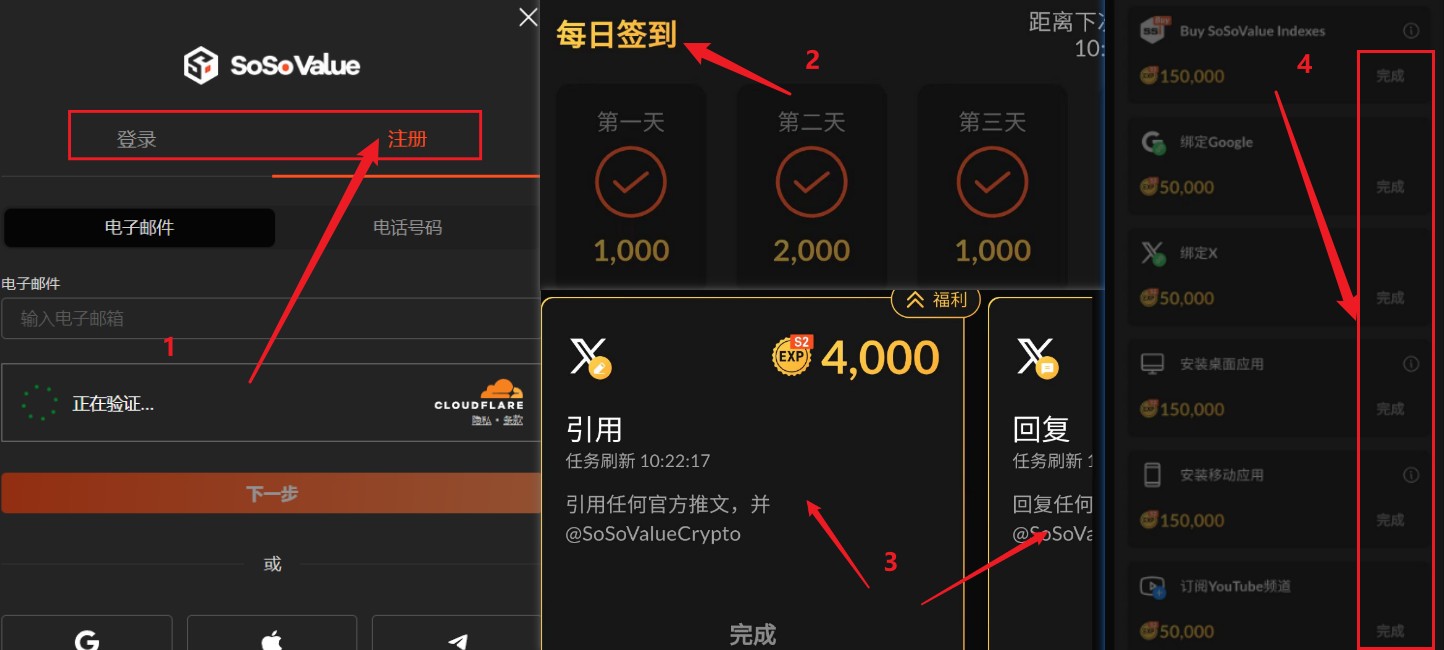 SoSoValue
登录
注册
电子邮件
电话号码
电子邮件
输入电子邮箱
1
正在验证...
CLOUDFLARE
隐私 • 条款
下一步
或
每日签到
2
距离下
10:
第一天
第二天
第三天
1,000
2,000
1,000
福利
S2
EXP
4,000
引用
任务刷新 10:22:17
引用任何官方推文，并
@SoSoValueCrypto
3
完成
回复
任务刷新 1
回复任何
@SoSoVa
4
Buy
SSI
Buy SoSoValue Indexes
EXP
150,000
完成
绑定Google
EXP
50,000
完成
绑定X
EXP
50,000
完成
安装桌面应用
EXP
150,000
完成
安装移动应用
EXP
150,000
完成
订阅YouTube频道
EXP
50,000
完成